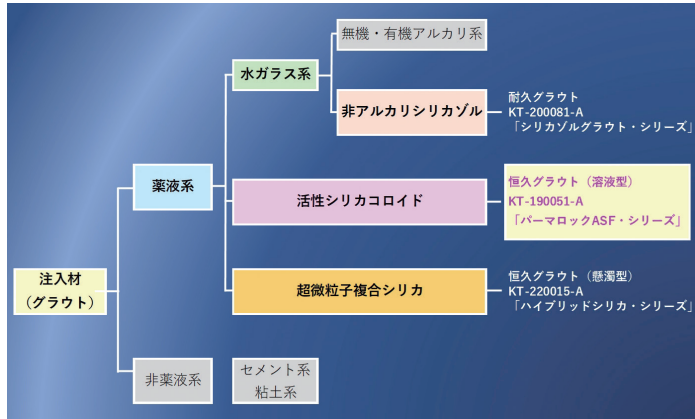 無機・有機アルカリ系
水ガラス系
非アルカリシリカゾル
耐久グラウト
KT-200081-A
「シリカゾルグラウト・シリーズ」
薬液系
活性シリカコロイド
恒久グラウト（溶液型）
KT-190051-A
「パーマロックASF・シリーズ」
注入材
（グラウト）
超微粒子複合シリカ
恒久グラウト（懸濁型）
KT-220015-A
「ハイブリッドシリカ・シリーズ」
非薬液系
セメント系
粘土系